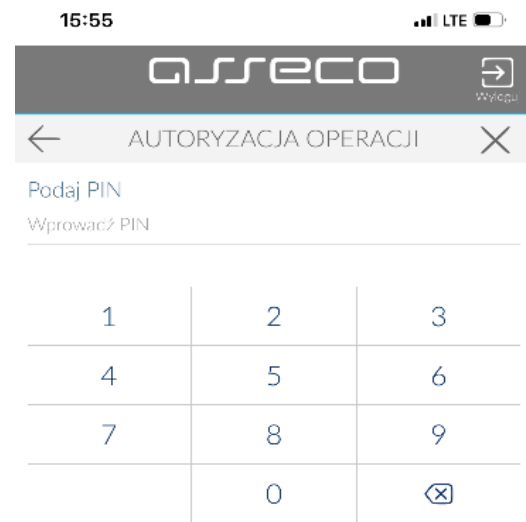 15:55 LTE
asseco
Wylogu
AUTORYZACJA OPERACJI
Podaj PIN
Wprowadź PIN
1 2 3
4 5 6
7 8 9
0